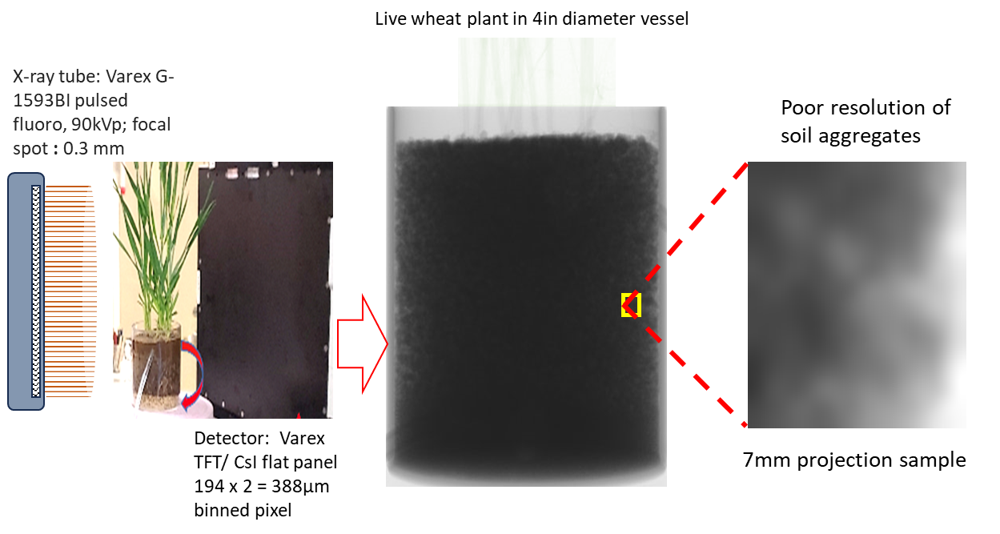 Live wheat plant in 4in diameter vessel
X-ray tube: Varex G-
1593BI pulsed
fluoro, 90kVp; focal
spot : 0.3 mm
Poor resolution of
soil aggregates
Detector:  Varex
TFT/ CsI flat panel
194 x 2 = 388µm
binned pixel
7mm projection sample